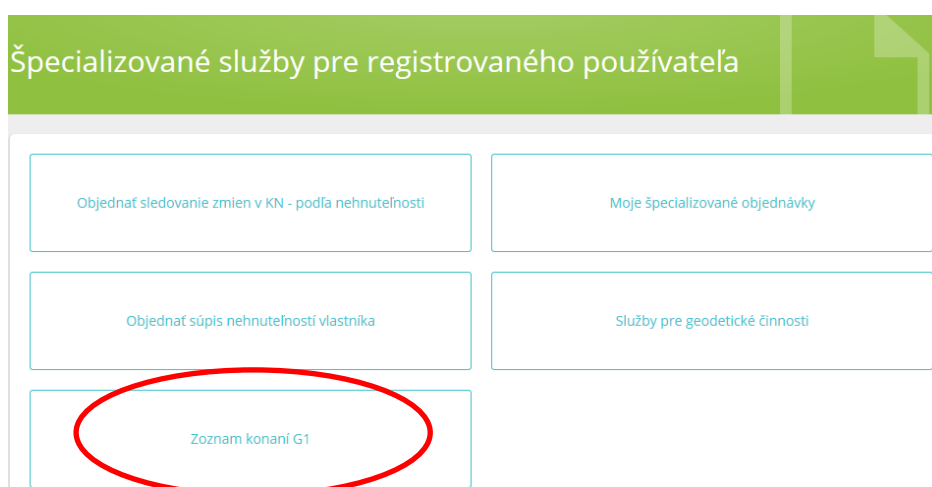 Špecializované služby pre registrovaného používateľa
Objednať sledovanie zmien v KN - podľa nehnuteľnosti
Moje špecializované objednávky
Objednať súpis nehnuteľností vlastníka
Služby pre geodetické činnosti
Zoznam konaní G1